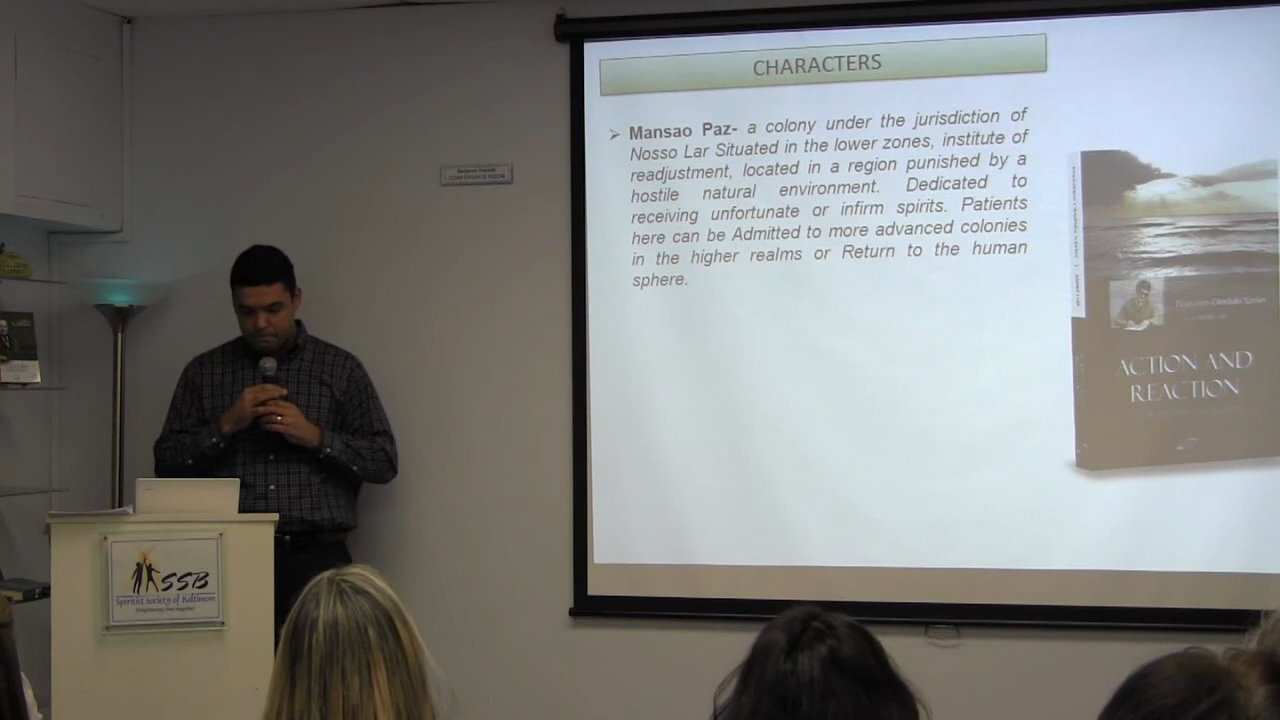 CHARACTERS
➢ Mansao Paz- a colony under the jurisdiction of
Nosso Lar Situated in the lower zones, institute of
readjustment, located in a region punished by a
hostile natural environment. Dedicated to
receiving unfortunate or infirm spirits. Patients
here can be Admitted to more advanced colonies
in the higher realms or Return to the human
sphere.
ACTION AND
REACTION
CONFERENCE ROOM
SSB
Spiritist Society of Baltimore